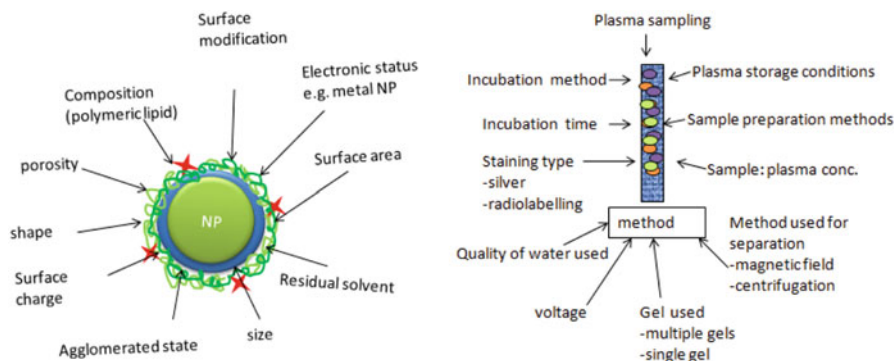 Surface
modification
Electronic status
e.g. metal NP
Composition
(polymeric lipid)
Surface area
porosity
NP
shape
Surface
charge
Residual solvent
Agglomerated state
size
Plasma sampling
Incubation method
Plasma storage conditions
Incubation time
Sample preparation methods
Staining type
-silver
-radiolabelling
Sample: plasma conc.
method
Quality of water used
Method used for
separation
-magnetic field
-centrifugation
voltage
Gel used
-multiple gels
-single gel